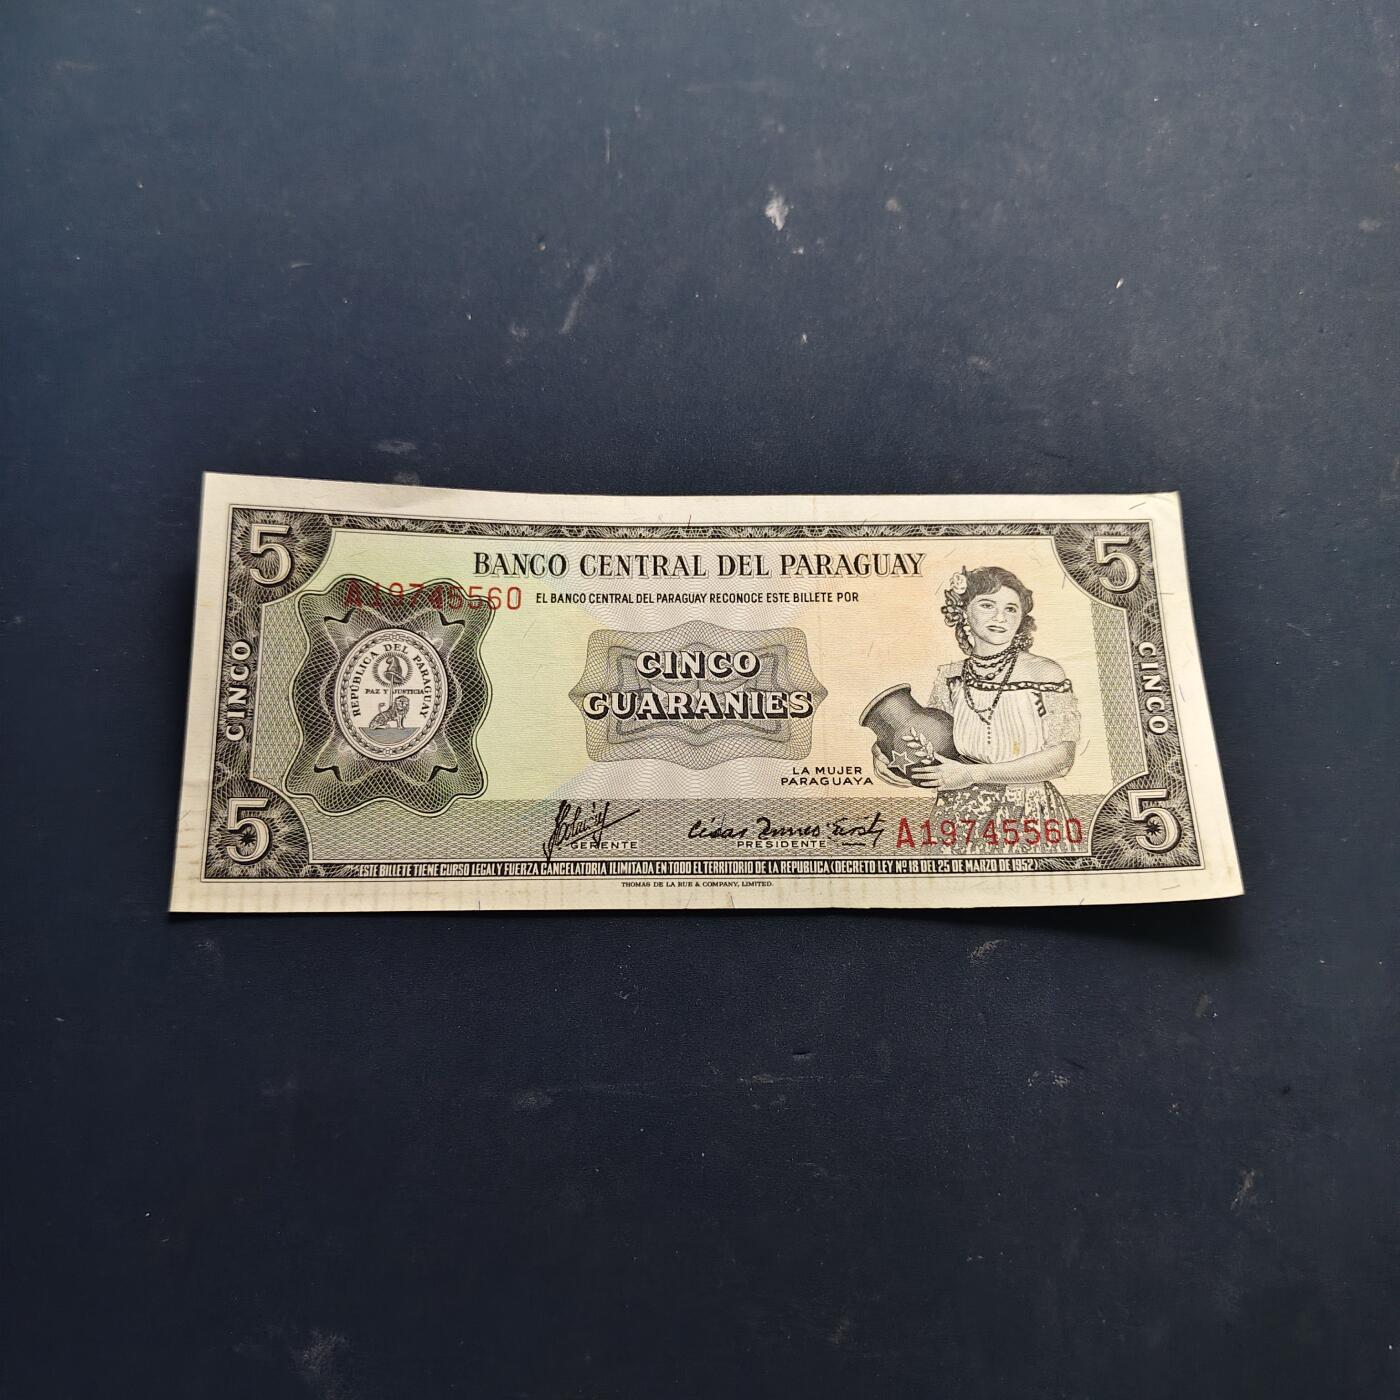 5
5
BANCO CENTRAL DEL PARAGUAY
A19745560
EL BANCO CENTRAL DEL PARAGUAY RECONOCE ESTE BILLETE POR
CINCO
REPUBLICA DEL PARAGUAY
PAZ Y JUSTICIA
CINCO
GUARANIES
CINCO
LA MUJER
PARAGUAYA
5
5
A19745560
GERENTE
PRESIDENTE
ESTE BILLETE TIENE CURSO LEGAL Y FUERZA CANCELATORIA ILIMITADA EN TODO EL TERRITORIO DE LA REPUBLICA (DECRETO LEY Nº 18 DEL 25 DE MARZO DE 1952)
THOMAS DE LA RUE & COMPANY, LIMITED.